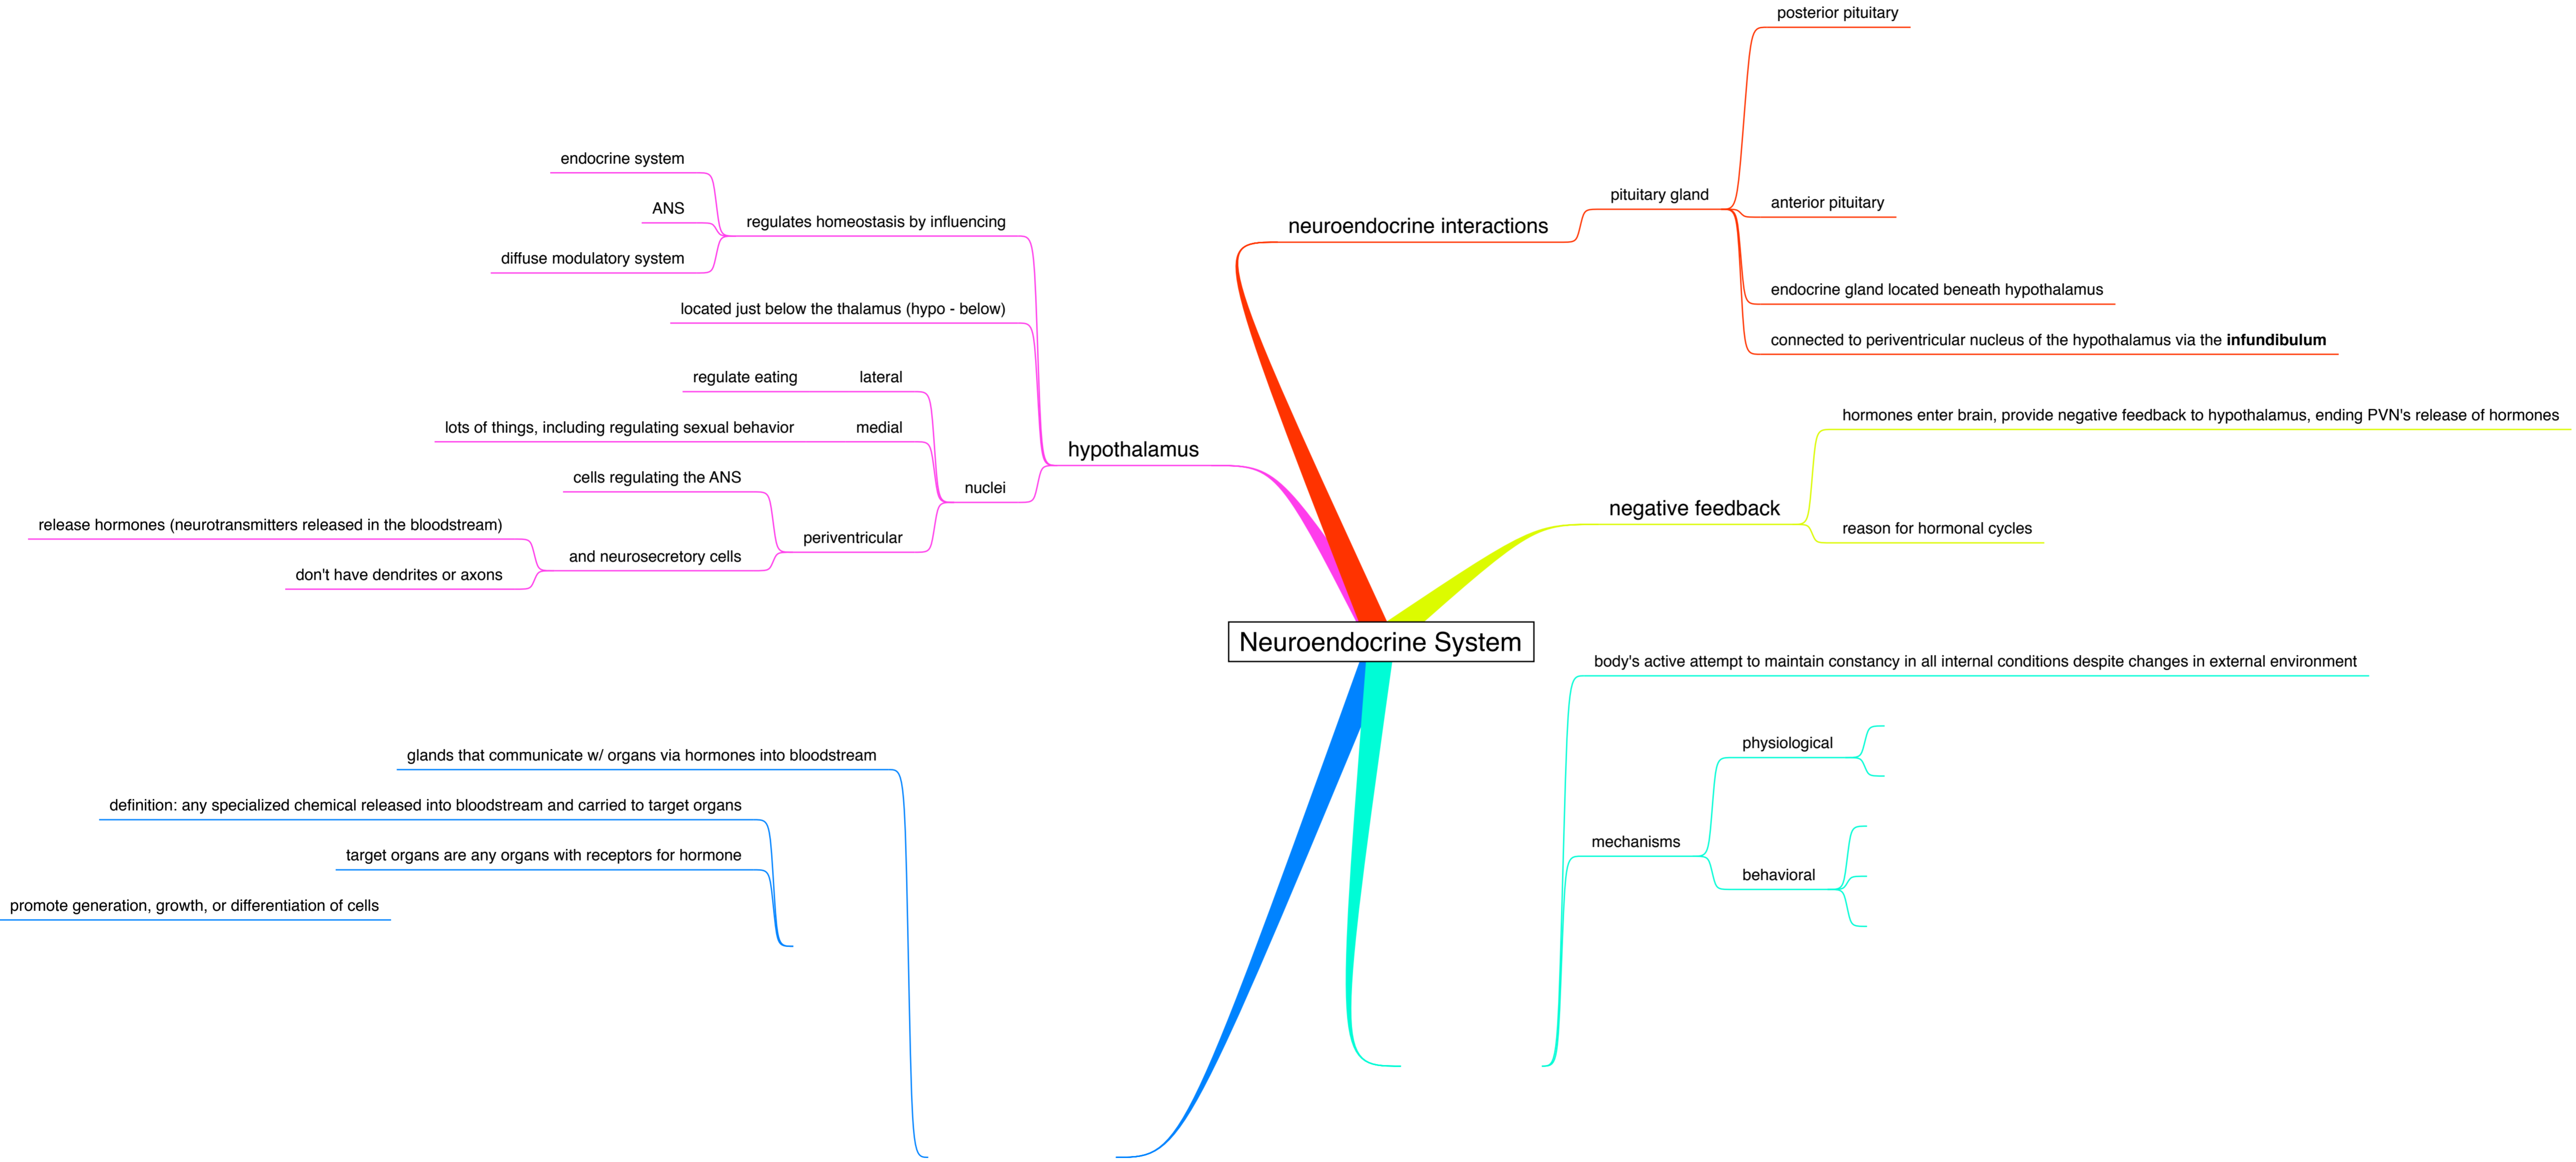 posterior pituitary
endocrine system
ANS
diffuse modulatory system
regulates homeostasis by influencing
located just below the thalamus (hypo - below)
regulate eating
lateral
lots of things, including regulating sexual behavior
medial
cells regulating the ANS
release hormones (neurotransmitters released in the bloodstream)
don't have dendrites or axons
and neurosecretory cells
periventricular
nuclei
hypothalamus
neuroendocrine interactions
pituitary gland
anterior pituitary
endocrine gland located beneath hypothalamus
connected to periventricular nucleus of the hypothalamus via the infundibulum
hormones enter brain, provide negative feedback to hypothalamus, ending PVN's release of hormones
negative feedback
reason for hormonal cycles
Neuroendocrine System
body's active attempt to maintain constancy in all internal conditions despite changes in external environment
physiological
mechanisms
behavioral
glands that communicate w/ organs via hormones into bloodstream
definition: any specialized chemical released into bloodstream and carried to target organs
target organs are any organs with receptors for hormone
promote generation, growth, or differentiation of cells